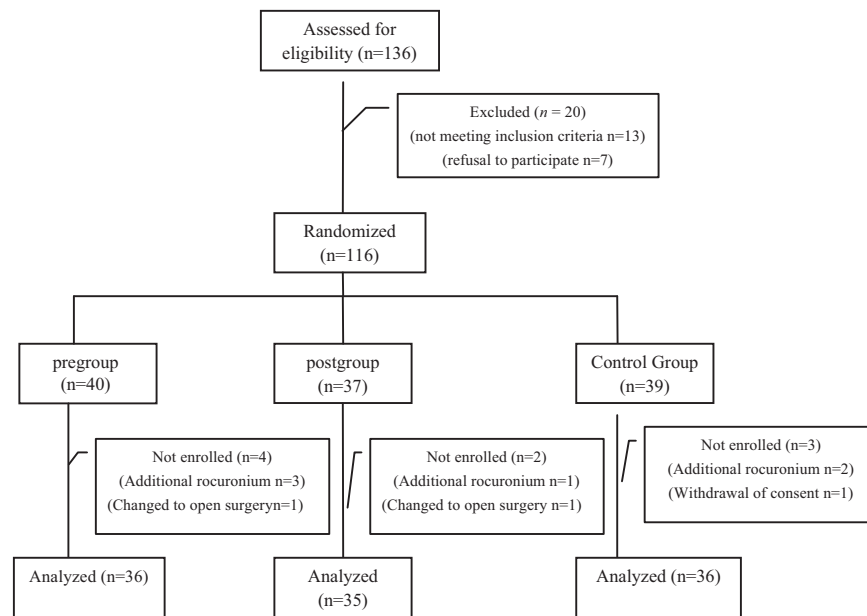 Assessed for
eligibility (n=136)
Excluded (n = 20)
(not meeting inclusion criteria n=13)
(refusal to participate n=7)
Randomized
(n=116)
pregroup
(n=40)
postgroup
(n=37)
Control Group
(n=39)
Not enrolled (n=4)
(Additional rocuronium n=3)
(Changed to open surgeryn=1)
Not enrolled (n=2)
(Additional rocuronium n=1)
(Changed to open surgery n=1)
Not enrolled (n=3)
(Additional rocuronium n=2)
(Withdrawal of consent n=1)
Analyzed (n=36)
Analyzed
(n=35)
Analyzed (n=36)